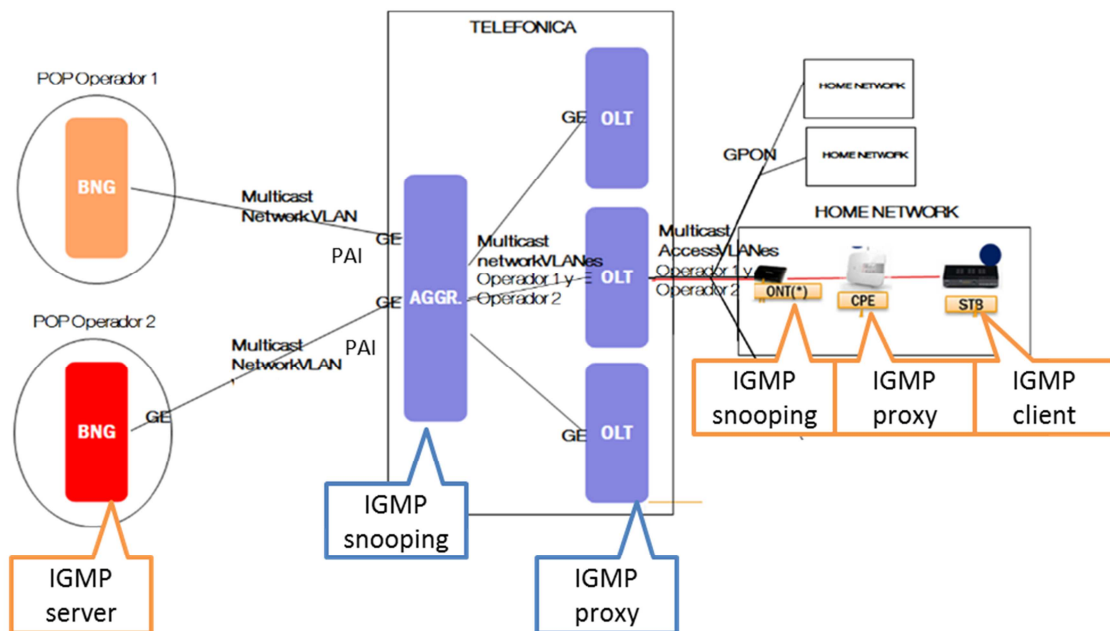 TELEFONICA
POP Operador 1
BNG
Multicast
NetworkVLAN
PAI
GE
POP Operador 2
BNG
GE
Multicast
NetworkVLAN
PAI
GE
AGGR.
Multicast
networkVLANes
Operador 1 y
Operador 2
GE
OLT
OLT
GE
OLT
Multicast
AccessVLANes
Operador 1 y
Operador 2
GPON
HOME NETWORK
HOME NETWORK
HOME NETWORK
ONT(*)
CPE
STB
IGMP
snooping
IGMP
proxy
IGMP
client
IGMP
server
IGMP
snooping
IGMP
proxy